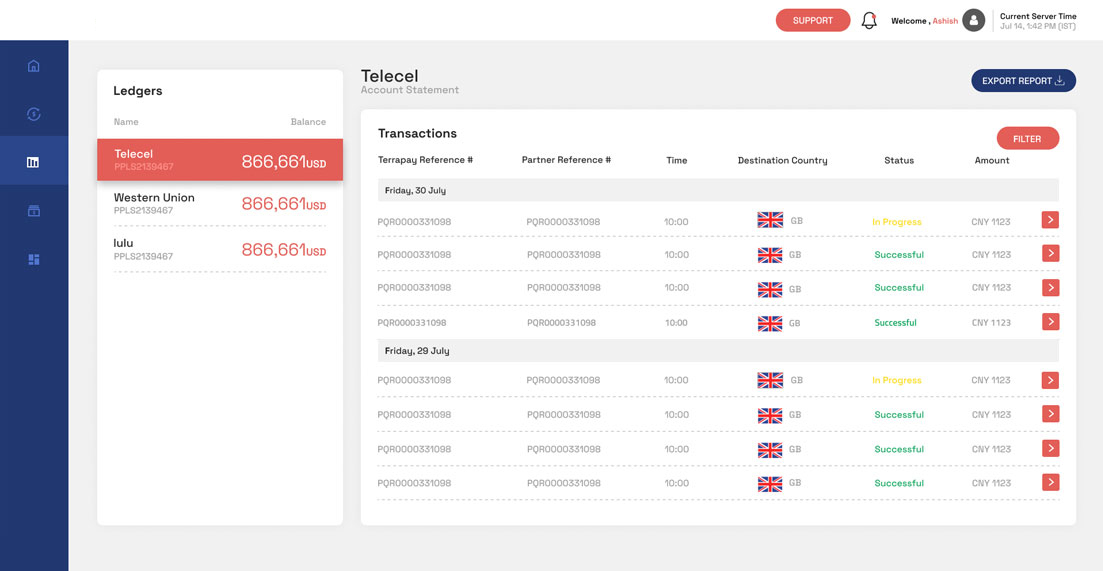 SUPPORT
Welcome , Ashish
Current Server Time
Jul 14, 1:42 PM (IST)
Ledgers
Name Balance
Telecel 866,661USD
PPLS2139467
Western Union 866,661USD
PPLS2139467
lulu 866,661USD
PPLS2139467
Telecel
Account Statement
EXPORT REPORT
Transactions
FILTER
Terrapay Reference # Partner Reference # Time Destination Country Status Amount
Friday, 30 July
PQR0000331098 PQR0000331098 10:00 GB In Progress CNY 1123
PQR0000331098 PQR0000331098 10:00 GB Successful CNY 1123
PQR0000331098 PQR0000331098 10:00 GB Successful CNY 1123
PQR0000331098 PQR0000331098 10:00 GB Successful CNY 1123
Friday, 29 July
PQR0000331098 PQR0000331098 10:00 GB In Progress CNY 1123
PQR0000331098 PQR0000331098 10:00 GB Successful CNY 1123
PQR0000331098 PQR0000331098 10:00 GB Successful CNY 1123
PQR0000331098 PQR0000331098 10:00 GB Successful CNY 1123